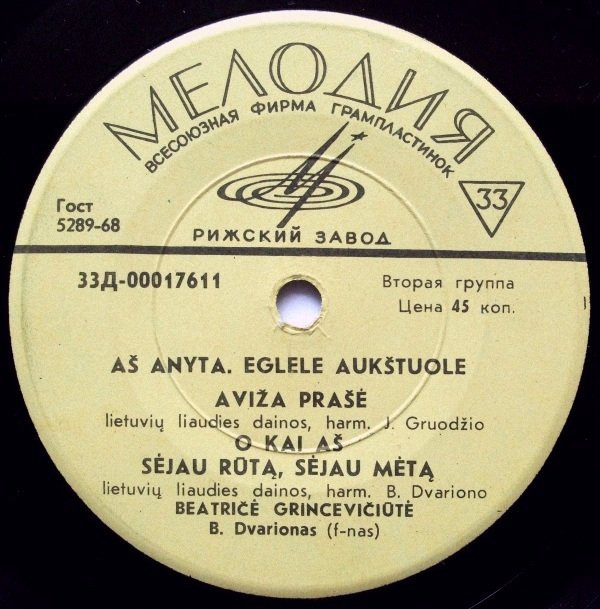 МЕЛОДИЯ
ВСЕСОЮЗНАЯ ФИРМА ГРАМПЛАСТИНОК
33
Гост
5289-68
РИЖСКИЙ ЗАВОД
33Д-00017611
Вторая группа
Цена 45 коп.
AŠ ANYTA. EGLELE AUKŠTUOLE
AVIŽA PRAŠĖ
lietuvių liaudies dainos, harm. J. Gruodžio
O KAI AŠ
SĖJAU RŪTĄ, SĖJAU MĖTĄ
lietuvių liaudies dainos, harm. B. Dvariono
BEATRIČĖ GRINCEVIČIŪTĖ
B. Dvarionas (f-nas)